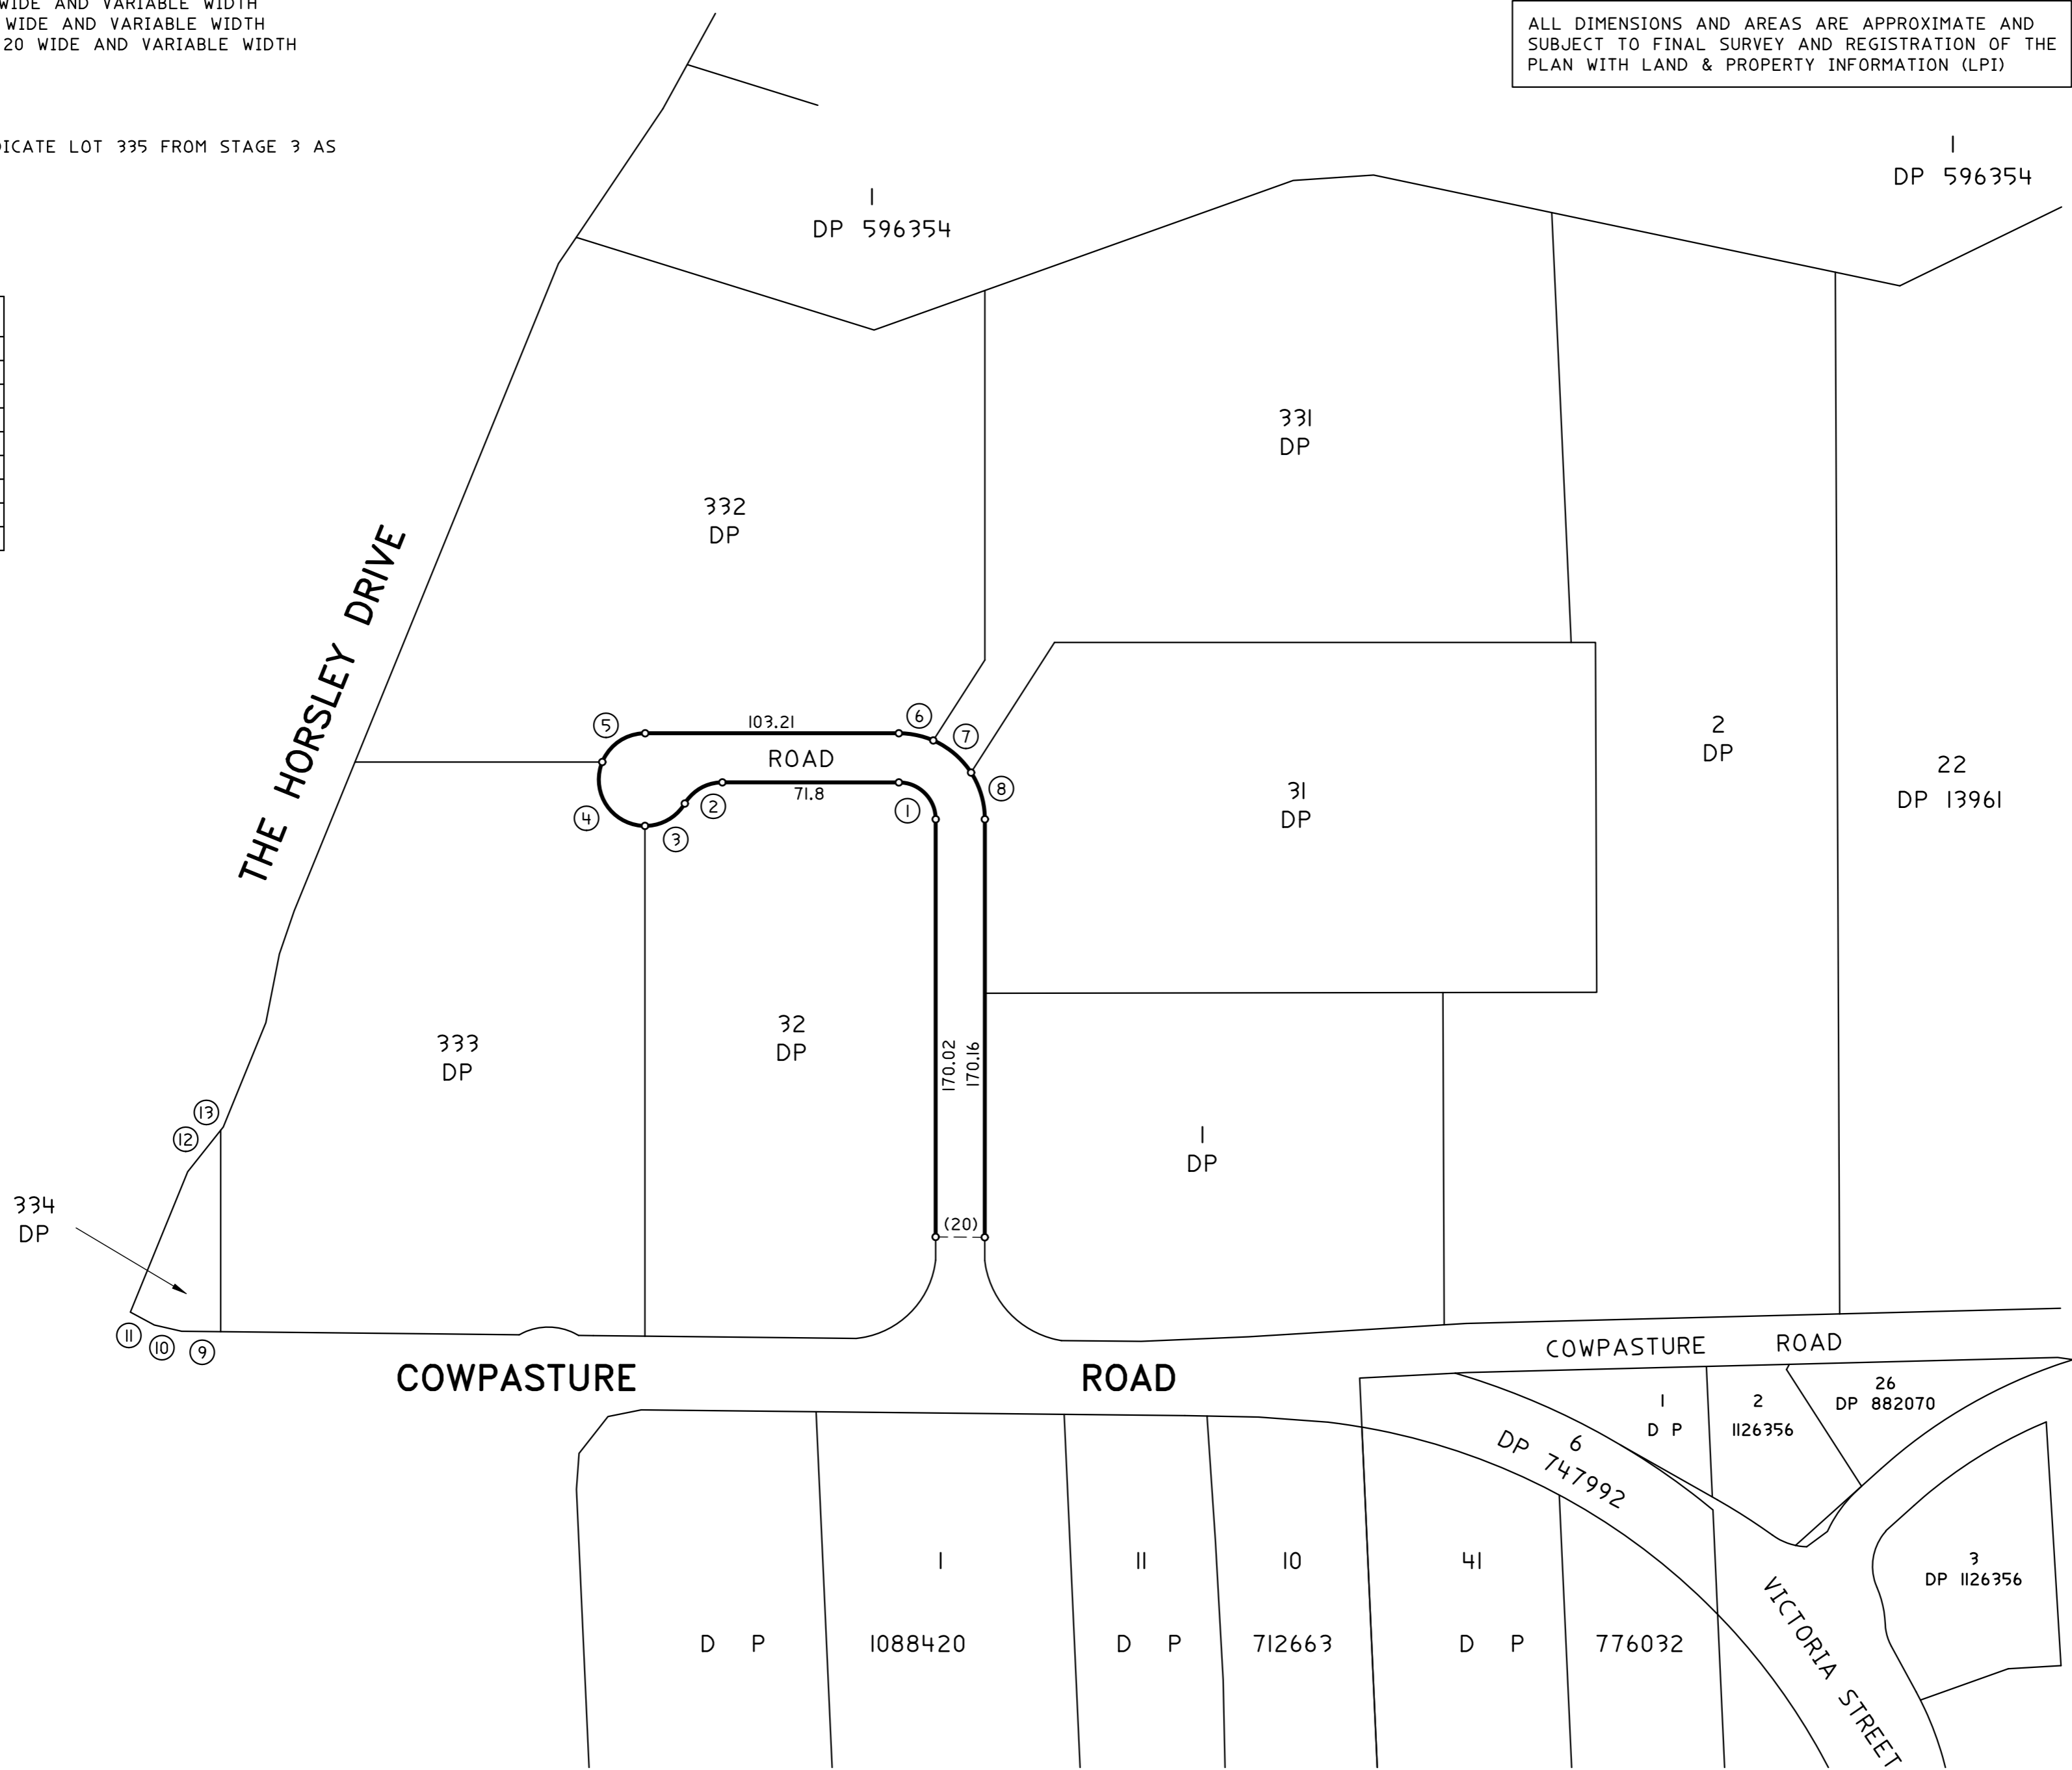 WIDE AND VARIABLE WIDTH
WIDE AND VARIABLE WIDTH
20 WIDE AND VARIABLE WIDTH
LOT 335 FROM STAGE 3 AS
ALL DIMENSIONS AND AREAS ARE APPROXIMATE AND
SUBJECT TO FINAL SURVEY AND REGISTRATION OF THE
PLAN WITH LAND & PROPERTY INFORMATION (LPI)
1
DP 596354
1
DP 596354
331
DP
332
DP
THE HORSLEY DRIVE
5
103.21
6
7
ROAD
71.8
8
4
2
1
3
31
DP
2
DP
22
DP 13961
333
DP
32
DP
170.02
170.16
1
DP
13
12
334
DP
(20)
11
10
9
COWPASTURE ROAD
COWPASTURE ROAD
1
D P
2
1126356
26
DP 882070
6
DP 747992
3
DP 1126356
1
11
10
41
D P
1088420
D P
712663
D P
776032
VICTORIA STREET